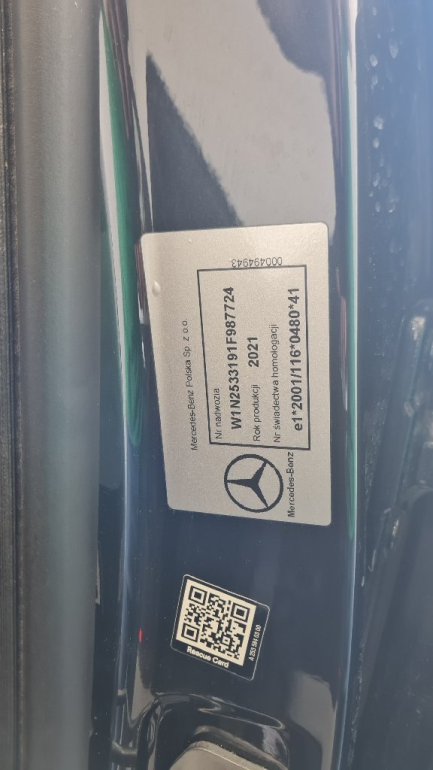 Mercedes-Benz Polska Sp. z o.o.
Nr nadwozia
W1N2533191F987724
Rok produkcji 2021
Nr świadectwa homologacji
e1*2001/116*0480*41
000494943
Mercedes-Benz
Rescue Card